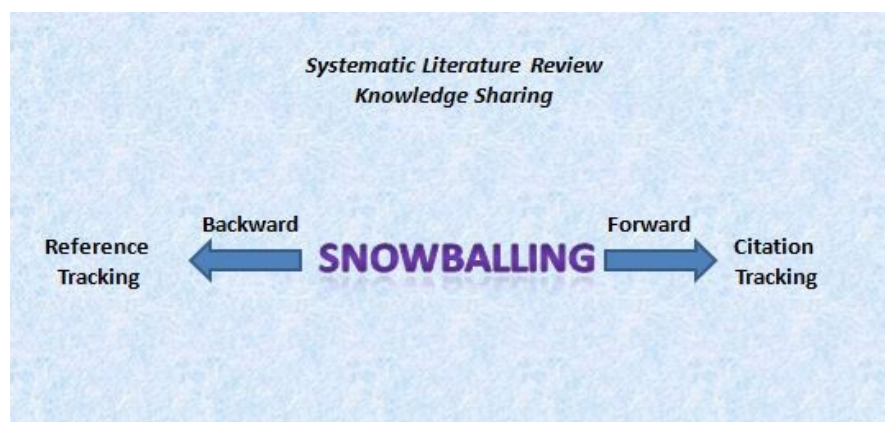 Systematic Literature Review
Knowledge Sharing
Backward
Forward
Reference
Tracking
SNOWBALLING
Citation
Tracking